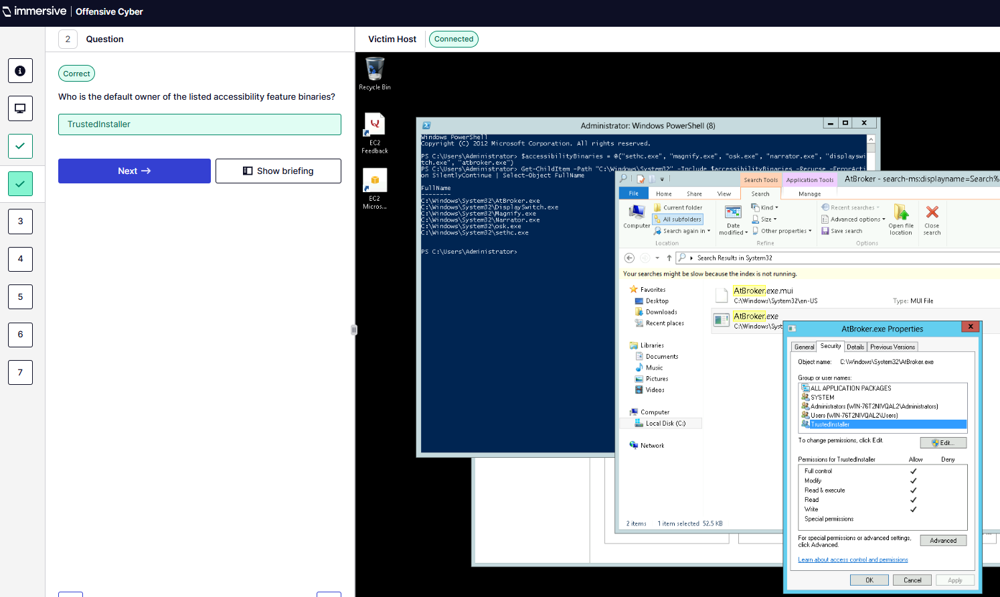 immersive | Offensive Cyber
2 Question
Correct
Who is the default owner of the listed accessibility feature binaries?
TrustedInstaller
Next →
Show briefing
3
4
5
6
7
Victim Host
Connected
Recycle Bin
EC2
Feedback
EC2
Micros...
Administrator: Windows PowerShell (8)
Windows PowerShell
Copyright (C) 2012 Microsoft Corporation. All rights reserved.
PS C:\Users\Administrator> $accessibilityBinaries = @("sethc.exe", "magnify.exe", "osk.exe", "narrator.exe", "displayswi
tch.exe", "atbroker.exe")
PS C:\Users\Administrator> Get-ChildItem -Path "C:\Windows\System32" -Include $accessibilityBinaries -Recurse -ErrorActi
on SilentlyContinue | Select-Object FullName
FullName
--------
C:\Windows\System32\AtBroker.exe
C:\Windows\System32\DisplaySwitch.exe
C:\Windows\System32\Magnify.exe
C:\Windows\System32\Narrator.exe
C:\Windows\System32\osk.exe
C:\Windows\System32\sethc.exe
PS C:\Users\Administrator>
Search Tools
Application Tools
AtBroker - search-ms:displayname=Search%
File
Home
Share
View
Search
Manage
Computer
Current folder
All subfolders
Search again in
Location
Date
modified
Kind
Size
Other properties
Refine
Recent searches
Advanced options
Save search
Open file
location
Options
Close
search
Search Results in System32
Your searches might be slow because the index is not running.
Favorites
Desktop
Downloads
Recent places
Libraries
Documents
Music
Pictures
Videos
Computer
Local Disk (C:)
Network
AtBroker.exe.mui
C:\Windows\System32\en-US
Type: MUI File
AtBroker.exe
C:\Windows\Syst
2 items
1 item selected 52.5 KB
AtBroker.exe Properties
General
Security
Details
Previous Versions
Object name: C:\Windows\System32\AtBroker.exe
Group or user names:
ALL APPLICATION PACKAGES
SYSTEM
Administrators (WIN-76T2NIVQAL2\Administrators)
Users (WIN-76T2NIVQAL2\Users)
TrustedInstaller
To change permissions, click Edit.
Edit...
Permissions for TrustedInstaller
Allow
Deny
Full control
Modify
Read & execute
Read
Write
Special permissions
For special permissions or advanced settings,
click Advanced.
Advanced
Learn about access control and permissions
OK
Cancel
Apply